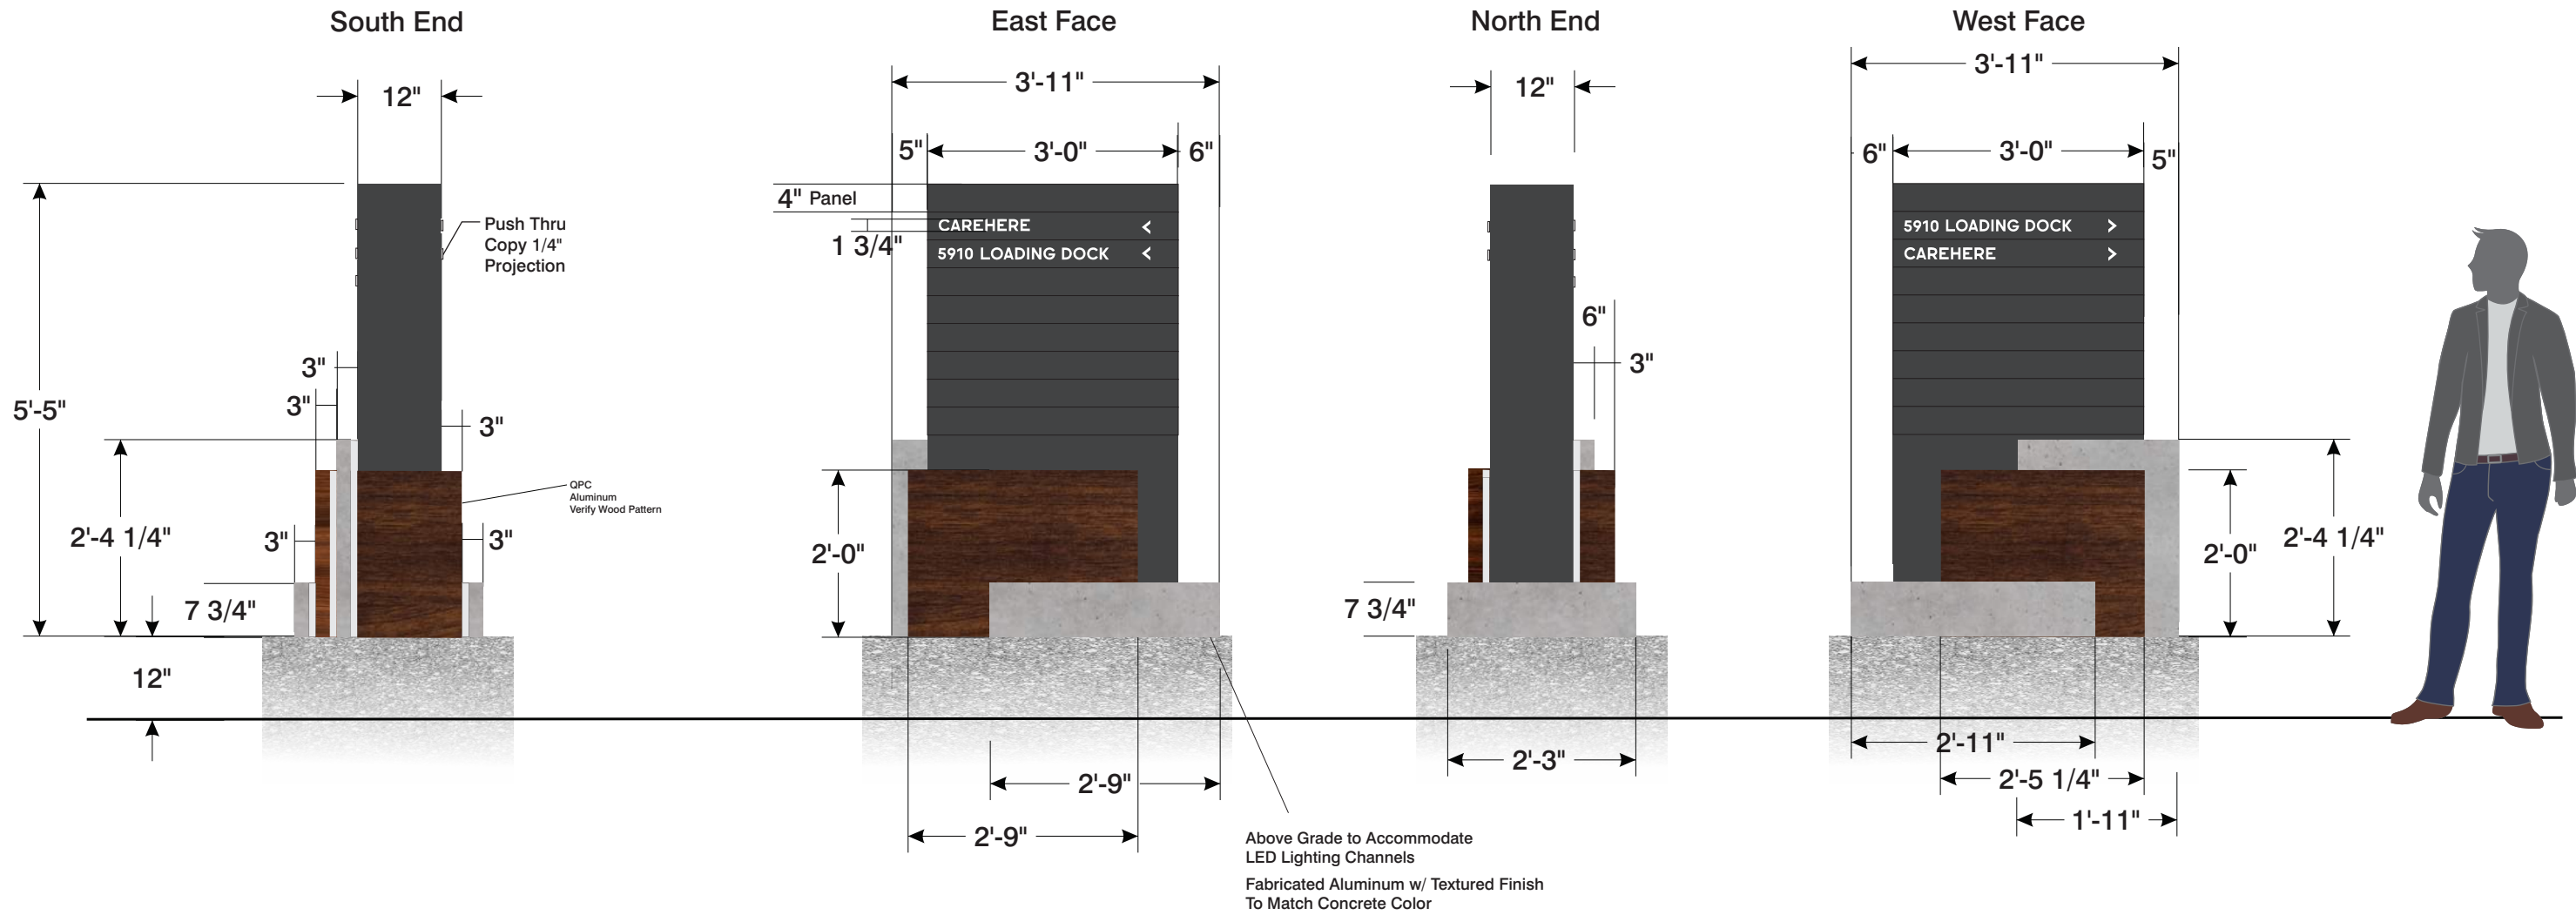 South End
East Face
North End
West Face
3'-11"
3'-11"
12"
12"
5"
3'-0"
6"
6"
3'-0"
5"
4" Panel
Push Thru
Copy 1/4"
Projection
1 3/4"
CAREHERE <
5910 LOADING DOCK <
5910 LOADING DOCK >
CAREHERE >
6"
3"
3"
3"
3"
5'-5"
QPC
Aluminum
Verify Wood Pattern
2'-4 1/4"
3"
3"
2'-0"
2'-0"
2'-4 1/4"
7 3/4"
7 3/4"
12"
2'-11"
2'-3"
2'-9"
2'-5 1/4"
1'-11"
2'-9"
Above Grade to Accommodate
LED Lighting Channels
Fabricated Aluminum w/ Textured Finish
To Match Concrete Color